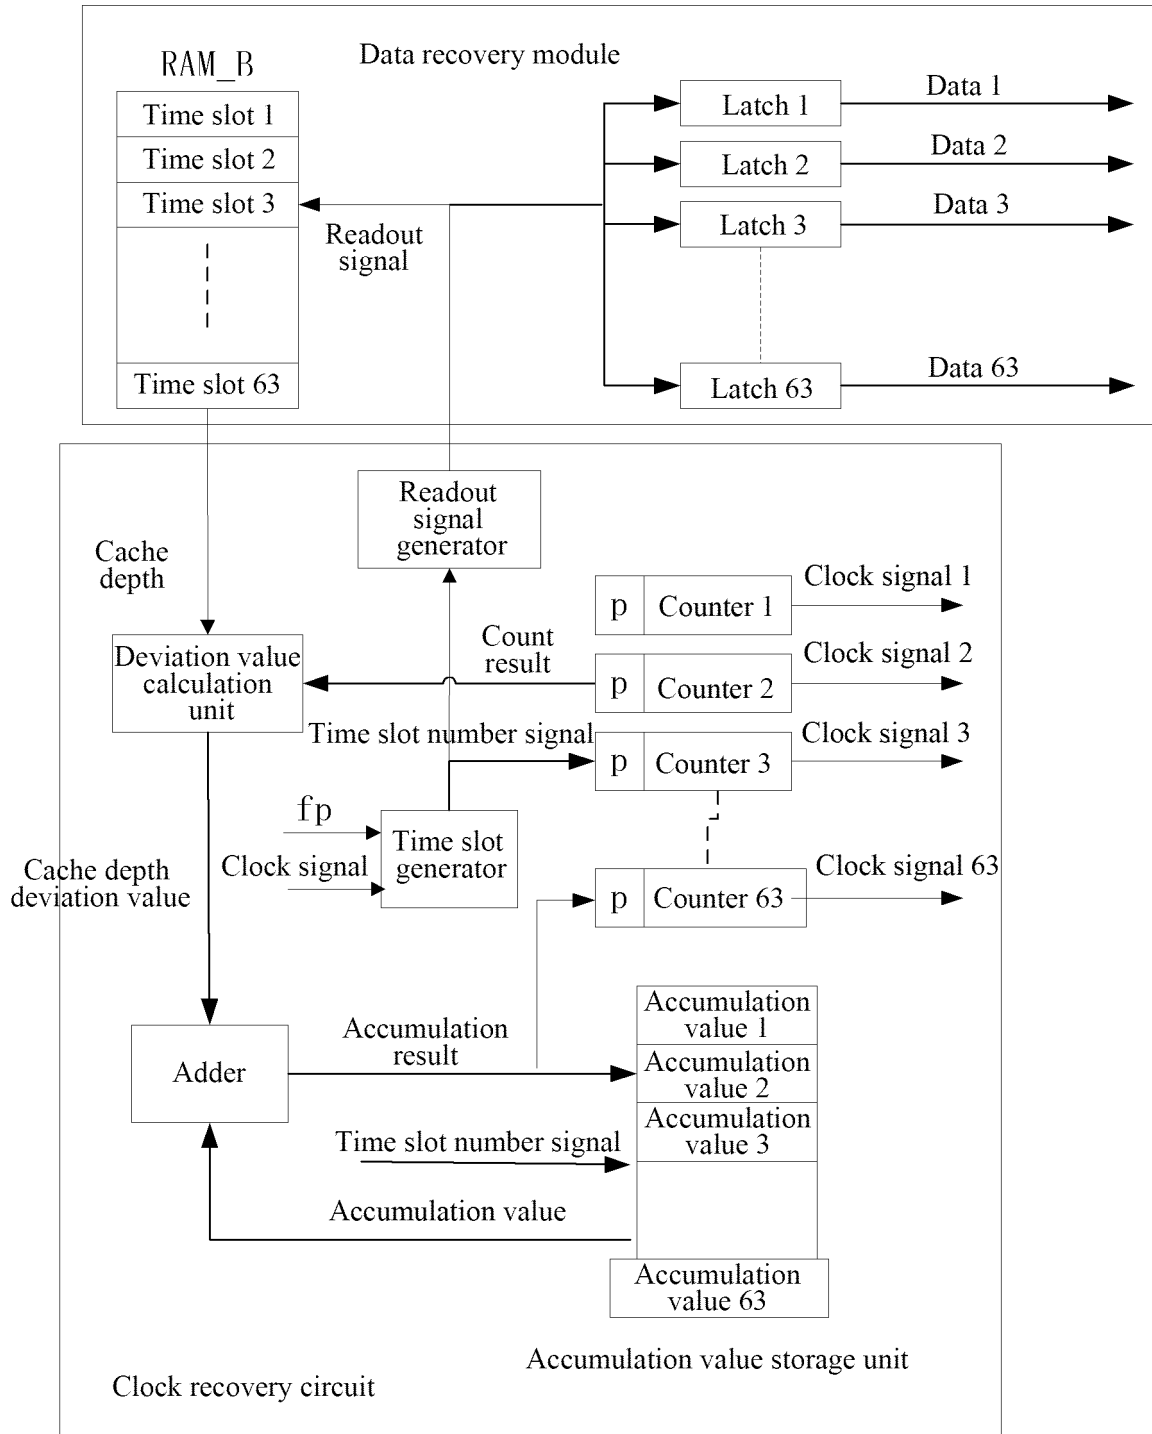 Data recovery module
RAM_B
Time slot 1
Time slot 2
Time slot 3
Time slot 63
Readout
signal
Latch 1
Data 1
Latch 2
Data 2
Latch 3
Data 3
Latch 63
Data 63
Readout
signal
generator
Cache
depth
Deviation value
calculation
unit
Count
result
p
Counter 1
Clock signal 1
p
Counter 2
Clock signal 2
Time slot number signal
p
Counter 3
Clock signal 3
fp
Clock signal
Time slot
generator
p
Counter 63
Clock signal 63
Cache depth
deviation value
Adder
Accumulation
result
Accumulation
value 1
Accumulation
value 2
Accumulation
value 3
Time slot number signal
Accumulation value
Accumulation
value 63
Accumulation value storage unit
Clock recovery circuit